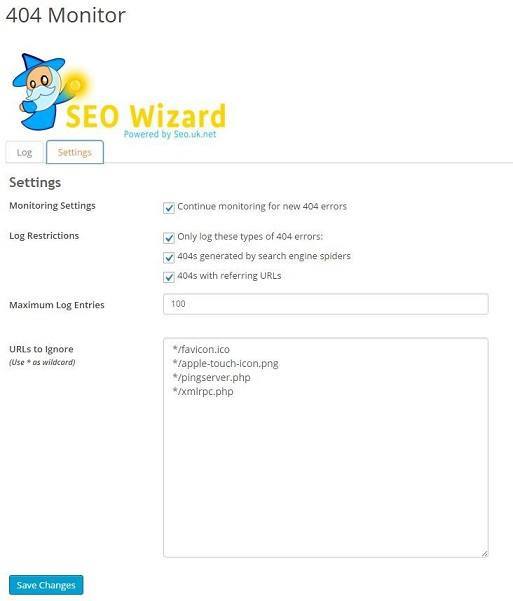 404 Monitor
SEO Wizard
Powered by Seo.uk.net
Log
Settings
Settings
Monitoring Settings
Continue monitoring for new 404 errors
Log Restrictions
Only log these types of 404 errors:
404s generated by search engine spiders
404s with referring URLs
Maximum Log Entries
100
URLs to Ignore
(Use * as wildcard)
*/favicon.ico
*/apple-touch-icon.png
*/pingserver.php
*/xmlrpc.php
Save Changes